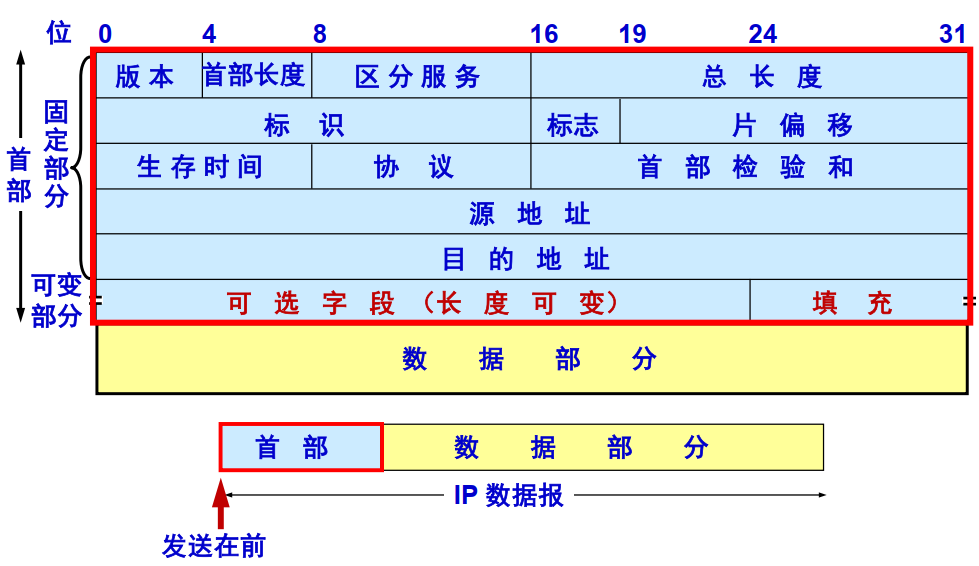 位 0 4 8 16 19 24 31
版本 首部长度 区分服务 总长度
标识 标志 片偏移
生存时间 协议 首部检验和
源地址
目的地址
可选字段（长度可变） 填充
数据部分
首部
固定部分
可变部分
首部 数据部分
IP 数据报
发送在前